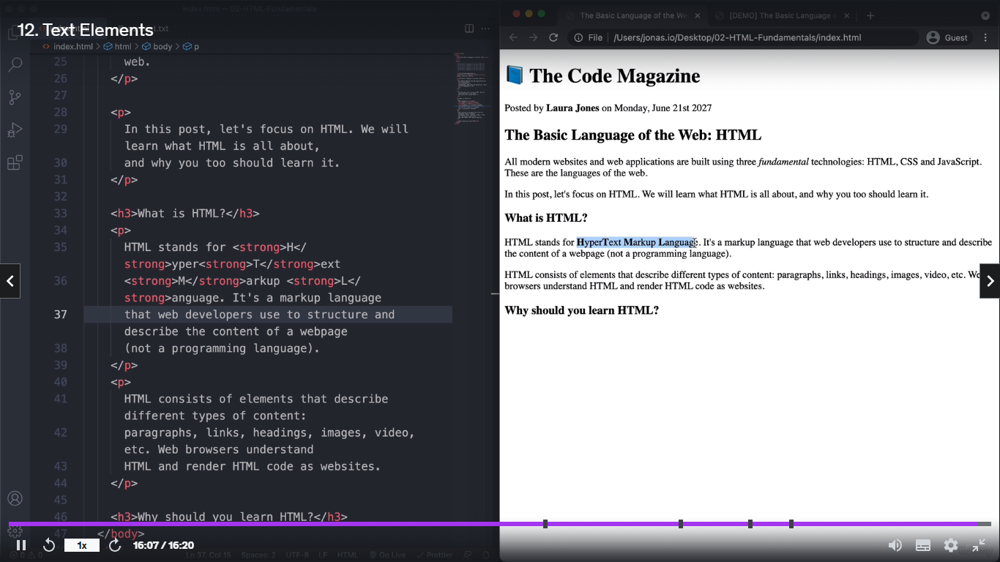 index.html — 02-HTML-Fundamentals
12. Text Elements
index.html > html > body > p
25 web.
26 </p>
27
28 <p>
29 In this post, let's focus on HTML. We will
learn what HTML is all about,
30 and why you too should learn it.
31 </p>
32
33 <h3>What is HTML?</h3>
34 <p>
35 HTML stands for <strong>H</
strong>yper<strong>T</strong>ext
36 <strong>M</strong>arkup <strong>L</
strong>anguage. It's a markup language
37 that web developers use to structure and
describe the content of a webpage
38 (not a programming language).
39 </p>
40 <p>
41 HTML consists of elements that describe
different types of content:
42 paragraphs, links, headings, images, video,
etc. Web browsers understand
43 HTML and render HTML code as websites.
44 </p>
45
46 <h3>Why should you learn HTML?</h3>
47 </body>
16:07 / 16:20
1x
Ln 37, Col 15 Spaces: 2 UTF-8 LF HTML Go Live Prettier
The Basic Language of the We
[DEMO] The Basic Language o
File /Users/jonas.io/Desktop/02-HTML-Fundamentals/index.html
Guest
📘 The Code Magazine
Posted by Laura Jones on Monday, June 21st 2027
The Basic Language of the Web: HTML
All modern websites and web applications are built using three fundamental technologies: HTML, CSS and JavaScript.
These are the languages of the web.
In this post, let's focus on HTML. We will learn what HTML is all about, and why you too should learn it.
What is HTML?
HTML stands for HyperText Markup Language. It's a markup language that web developers use to structure and describe
the content of a webpage (not a programming language).
HTML consists of elements that describe different types of content: paragraphs, links, headings, images, video, etc. We
browsers understand HTML and render HTML code as websites.
Why should you learn HTML?